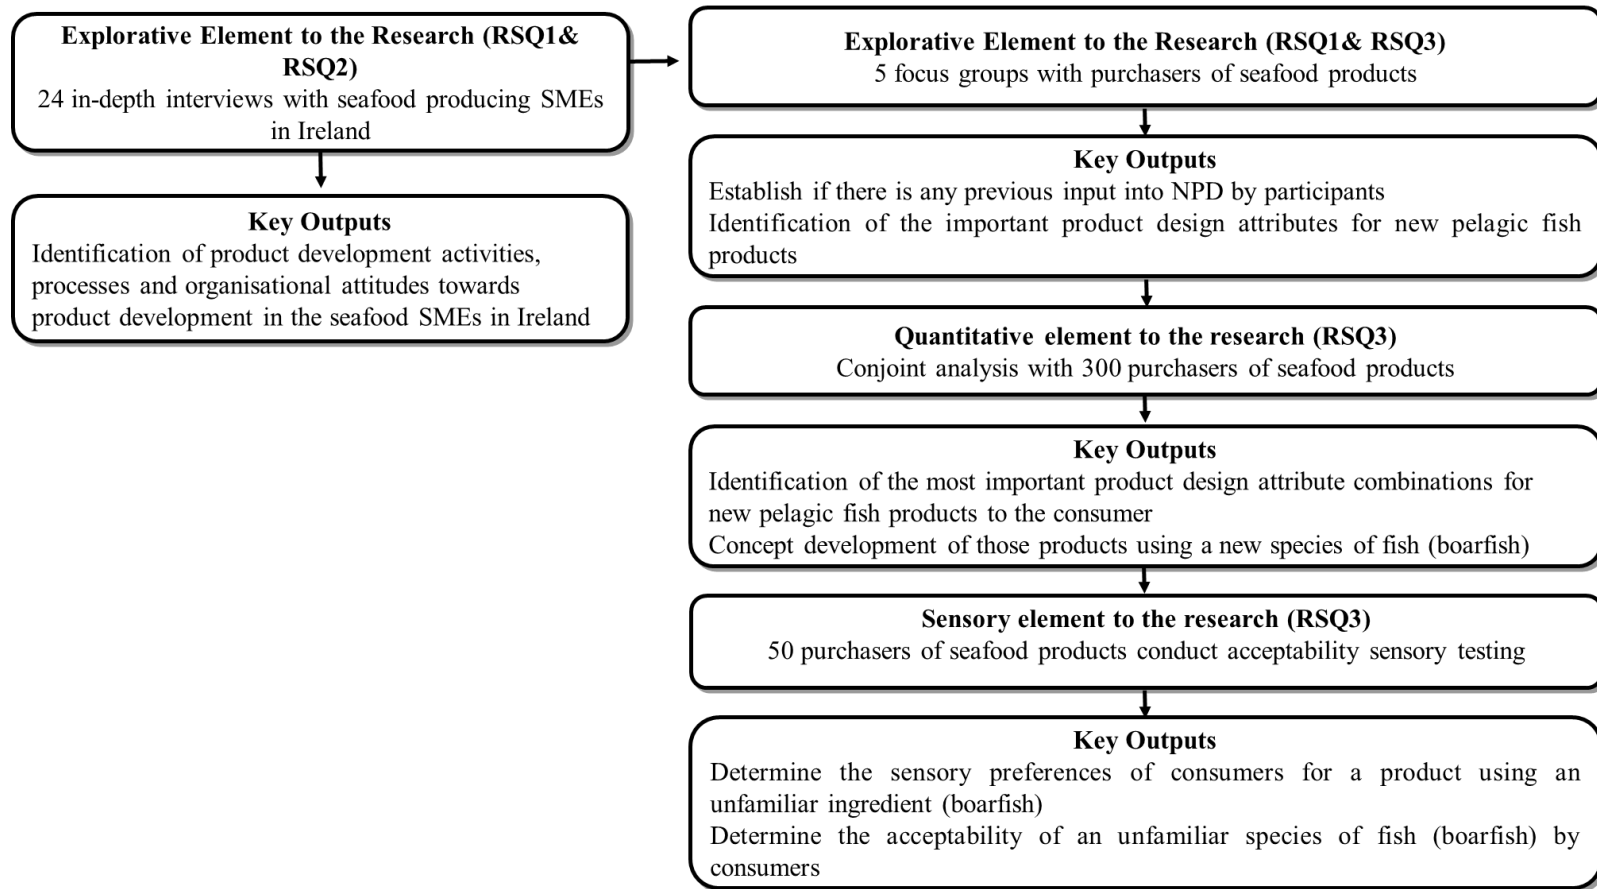 Explorative Element to the Research (RSQ1&
RSQ2)
24 in-depth interviews with seafood producing SMEs
in Ireland
Key Outputs
Identification of product development activities,
processes and organisational attitudes towards
product development in the seafood SMEs in Ireland
Explorative Element to the Research (RSQ1& RSQ3)
5 focus groups with purchasers of seafood products
Key Outputs
Establish if there is any previous input into NPD by participants
Identification of the important product design attributes for new pelagic fish
products
Quantitative element to the research (RSQ3)
Conjoint analysis with 300 purchasers of seafood products
Key Outputs
Identification of the most important product design attribute combinations for
new pelagic fish products to the consumer
Concept development of those products using a new species of fish (boarfish)
Sensory element to the research (RSQ3)
50 purchasers of seafood products conduct acceptability sensory testing
Key Outputs
Determine the sensory preferences of consumers for a product using an
unfamiliar ingredient (boarfish)
Determine the acceptability of an unfamiliar species of fish (boarfish) by
consumers